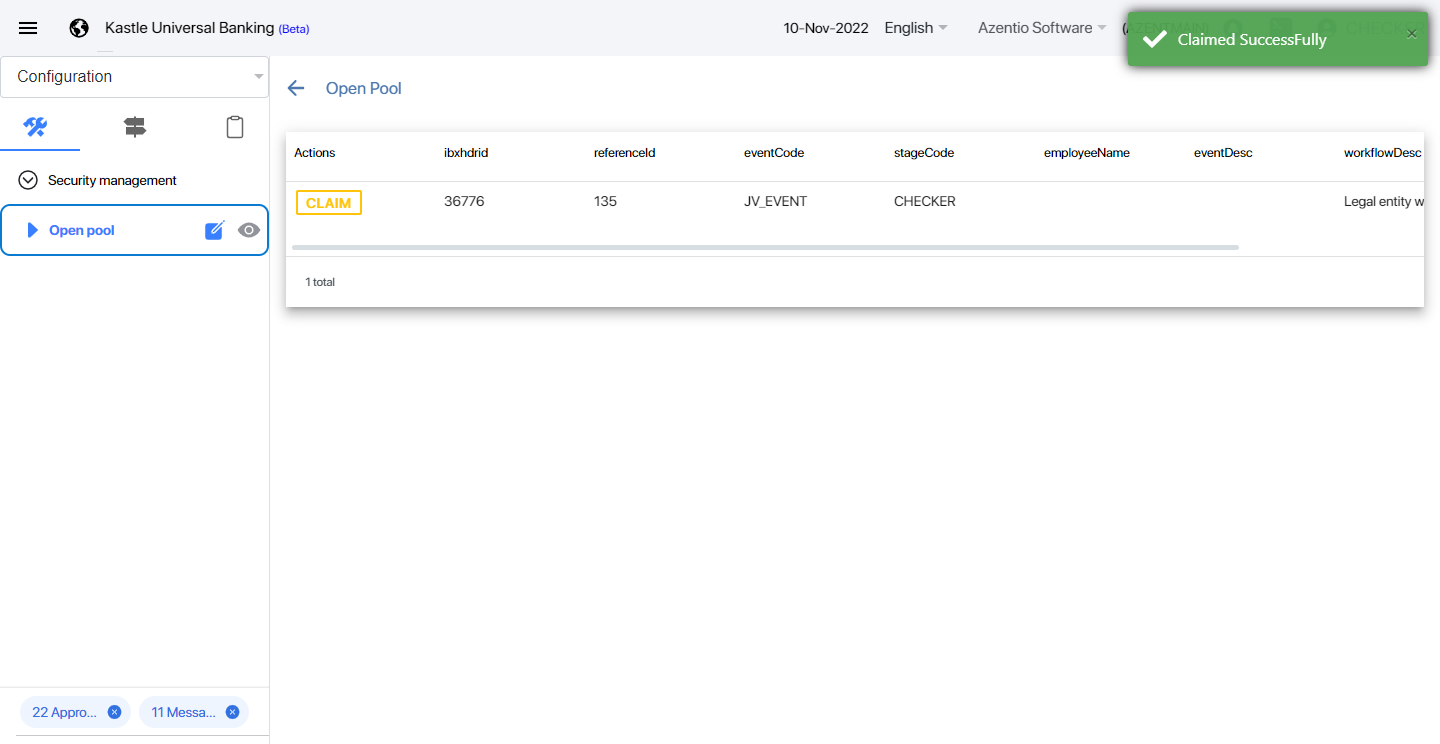 Kastle Universal Banking (Beta)
10-Nov-2022 English Azentio Software
Claimed SuccessFully
Configuration
Open Pool
Security management
Open pool
Actions ibxhdrid referenceId eventCode stageCode employeeName eventDesc workflowDesc
CLAIM 36776 135 JV_EVENT CHECKER Legal entity w
1 total
22 Appro... 11 Messa...